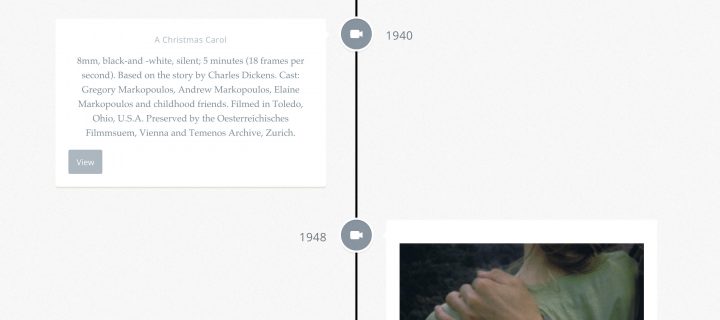 A Christmas Carol
1940
8mm, black-and -white, silent; 5 minutes (18 frames per
second). Based on the story by Charles Dickens. Cast:
Gregory Markopoulos, Andrew Markopoulos, Elaine
Markopoulos and childhood friends. Filmed in Toledo,
Ohio, U.S.A. Preserved by the Oesterreichisches
Filmmsuem, Vienna and Temenos Archive, Zurich.
View
1948